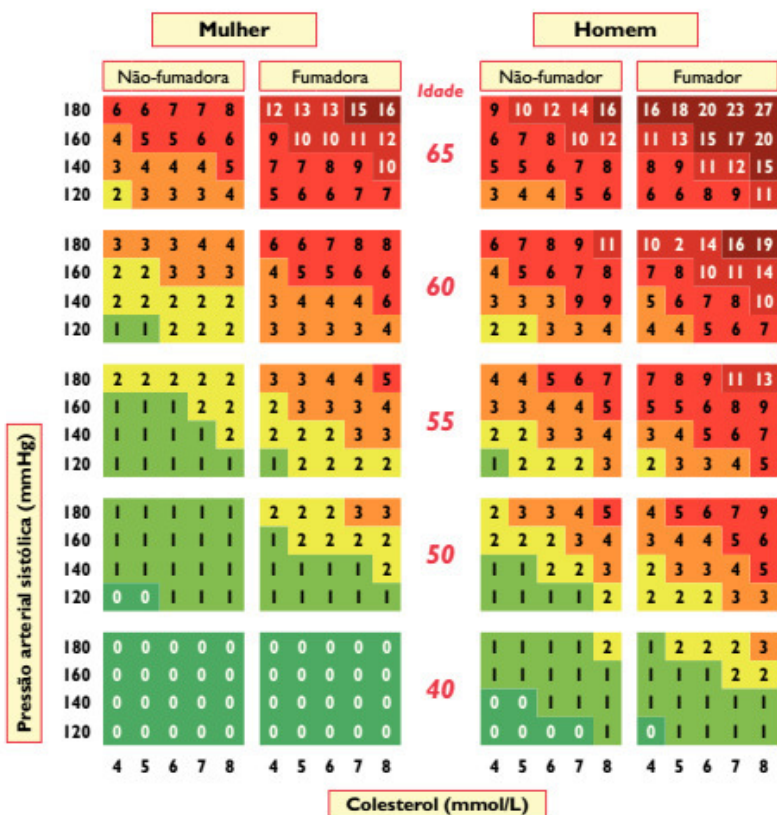 Mulher Homem
Não-fumadora Fumadora Idade Não-fumador Fumador
180 6 6 7 7 8 12 13 13 15 16 9 10 12 14 16 16 18 20 23 27
160 4 5 5 6 6 9 10 10 11 12 6 7 8 10 12 11 13 15 17 20
65
140 3 4 4 4 5 7 7 8 9 10 5 5 6 7 8 8 9 11 12 15
120 2 3 3 3 4 5 6 6 7 7 3 4 4 5 6 6 6 8 9 11
180 3 3 3 4 4 6 6 7 8 8 6 7 8 9 11 10 2 14 16 19
160 2 2 3 3 3 4 5 5 6 6 4 5 6 7 8 7 8 10 11 14
60
140 2 2 2 2 2 3 4 4 4 6 3 3 3 9 9 5 6 7 8 10
120 1 1 2 2 2 3 3 3 3 4 2 2 3 3 4 4 4 5 6 7
180 2 2 2 2 2 3 3 4 4 5 4 4 5 6 7 7 8 9 11 13
160 1 1 1 2 2 2 3 3 3 4 3 3 4 4 5 5 5 6 8 9
55
140 1 1 1 1 2 2 2 2 3 3 2 2 3 3 4 3 4 5 6 7
120 1 1 1 1 1 1 2 2 2 2 1 2 2 2 3 2 3 3 4 5
180 1 1 1 1 1 2 2 2 3 3 2 3 3 4 5 4 5 6 7 9
160 1 1 1 1 1 1 2 2 2 2 2 2 2 3 4 3 4 4 5 6
50
140 1 1 1 1 1 1 1 1 1 2 1 1 2 2 3 2 3 3 4 5
120 0 0 1 1 1 1 1 1 1 1 1 1 1 1 2 2 2 2 3 3
180 0 0 0 0 0 0 0 0 0 0 1 1 1 1 2 1 2 2 2 3
160 0 0 0 0 0 0 0 0 0 0 1 1 1 1 1 1 1 1 2 2
40
140 0 0 0 0 0 0 0 0 0 0 0 0 1 1 1 1 1 1 1 1
120 0 0 0 0 0 0 0 0 0 0 0 0 0 0 1 0 1 1 1 1
4 5 6 7 8 4 5 6 7 8 4 5 6 7 8 4 5 6 7 8
Pressão arterial sistólica (mmHg)
Colesterol (mmol/L)